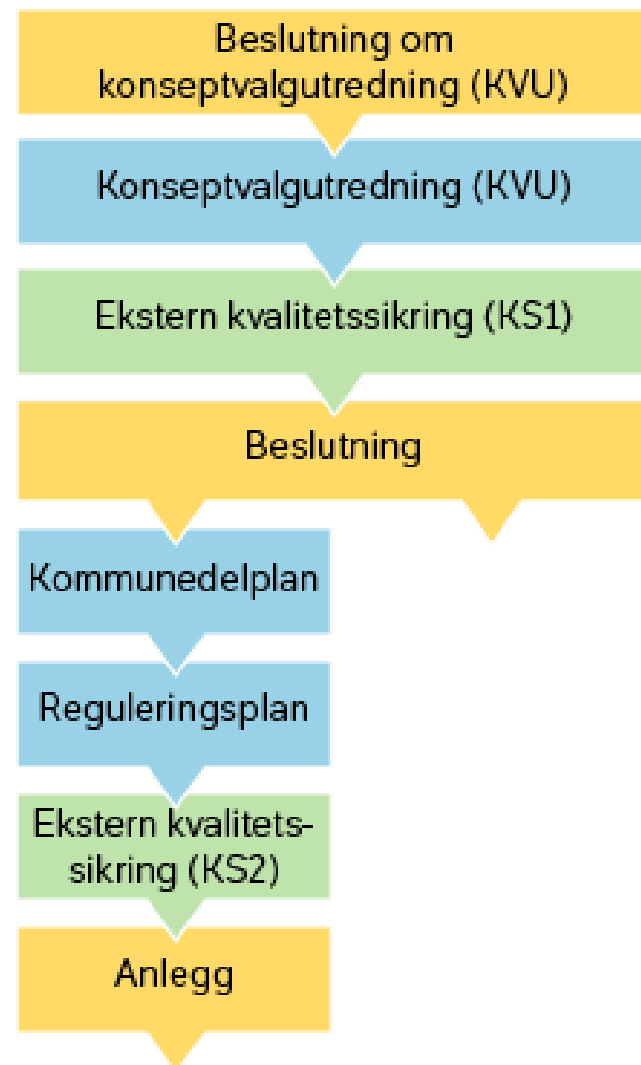 Beslutning om
konseptvalgutredning (KVU)
Konseptvalgutredning (KVU)
Ekstern kvalitetssikring (KS1)
Beslutning
Kommunedelplan
Reguleringsplan
Ekstern kvalitets-
sikring (KS2)
Anlegg